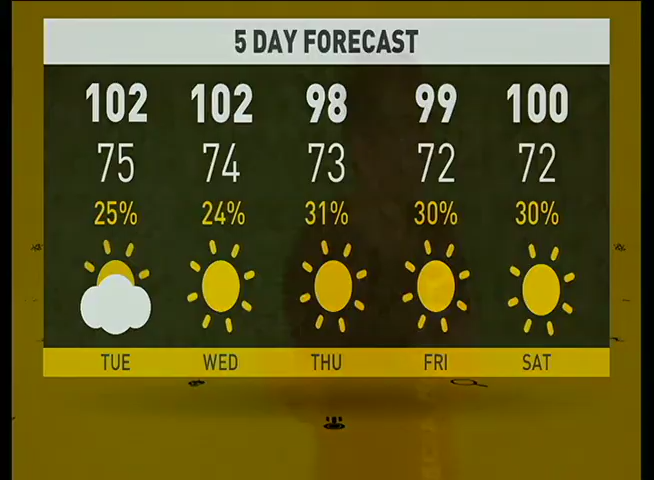 5 DAY FORECAST
102 102 98 99 100
75 74 73 72 72
25% 24% 31% 30% 30%
TUE WED THU FRI SAT